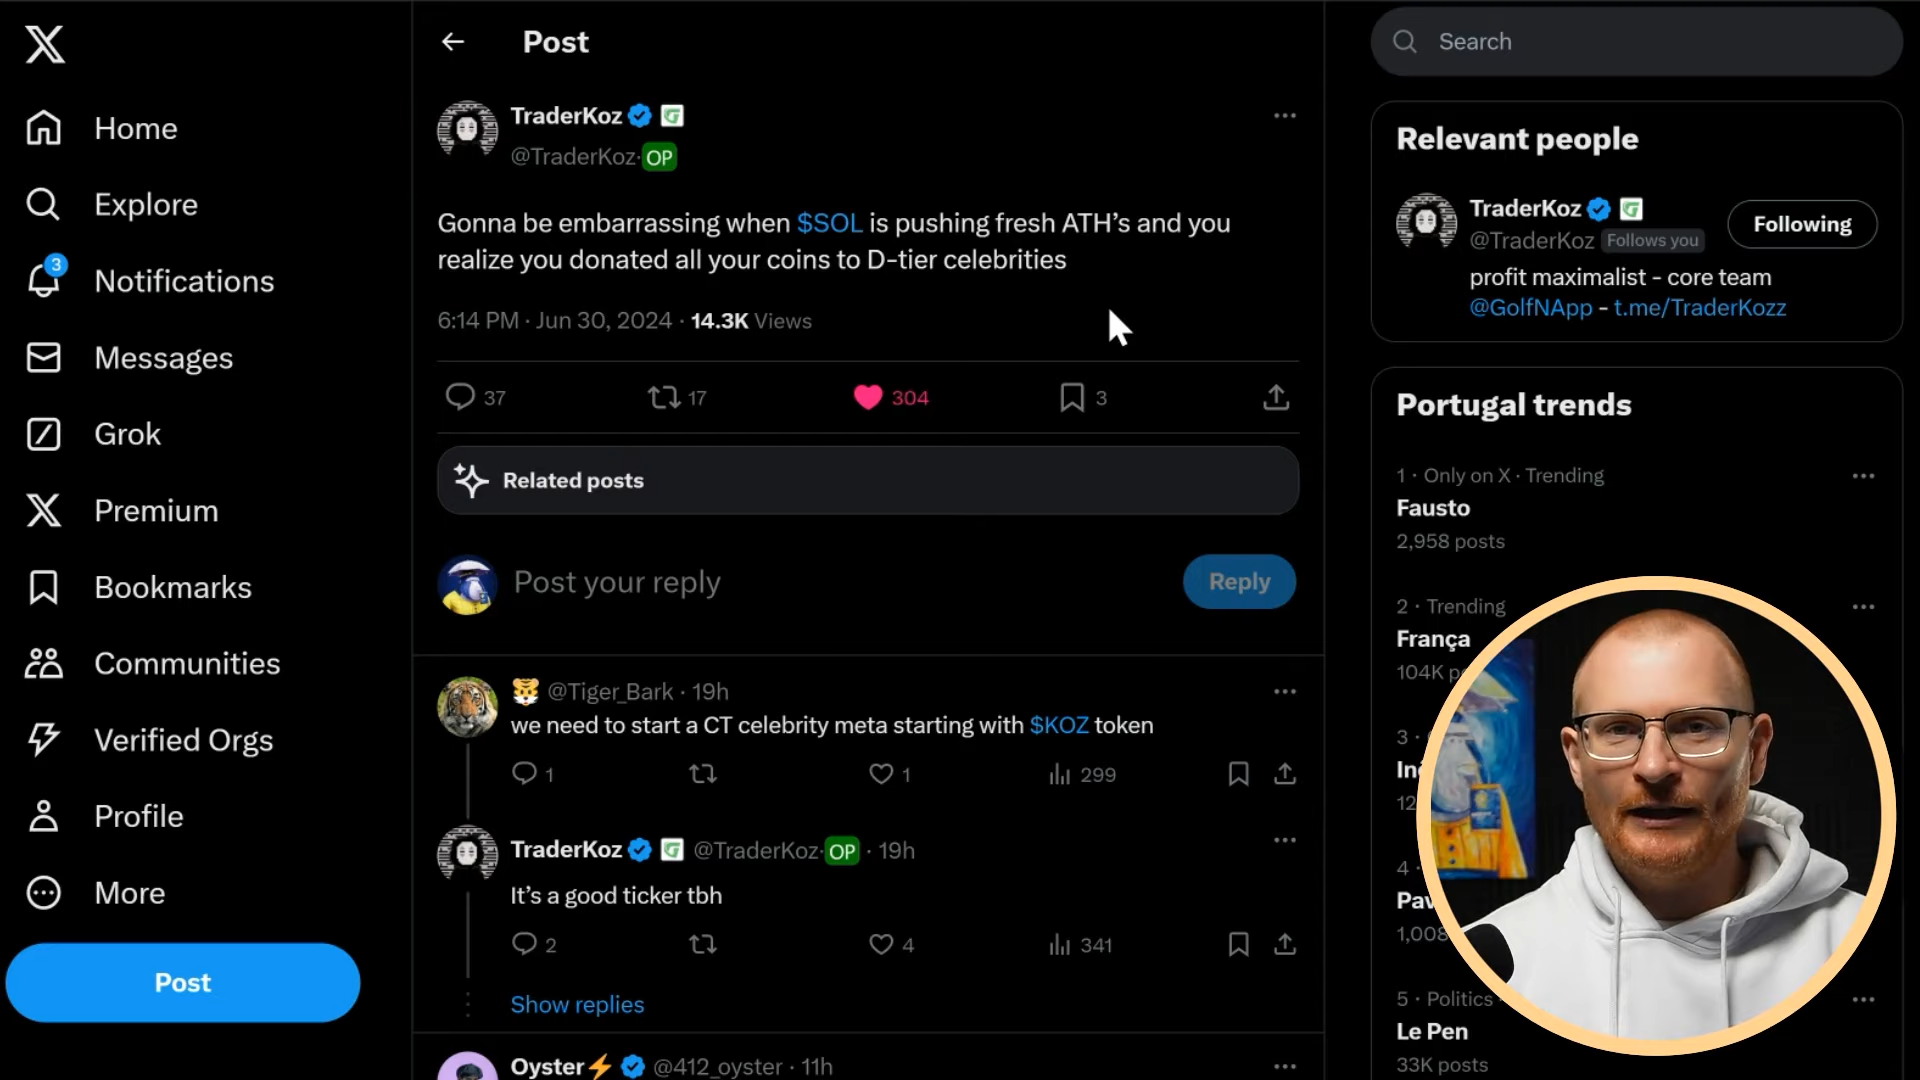 Home
Explore
3
Notifications
Messages
Grok
Premium
Bookmarks
Communities
Verified Orgs
Profile
More
Post
Post
TraderKoz
@TraderKoz· OP
Gonna be embarrassing when $SOL is pushing fresh ATH’s and you
realize you donated all your coins to D-tier celebrities
6:14 PM · Jun 30, 2024 · 14.3K Views
37 17 304 3
Related posts
Post your reply
Reply
@Tiger_Bark · 19h
we need to start a CT celebrity meta starting with $KOZ token
1 1 299
TraderKoz @TraderKoz· OP · 19h
It’s a good ticker tbh
2 4 341
Show replies
Oyster @412_oyster · 11h
Search
Relevant people
TraderKoz
@TraderKoz Follows you
Following
profit maximalist - core team
@GolfNApp - t.me/TraderKozz
Portugal trends
1 · Only on X · Trending
Fausto
2,958 posts
2 · Trending
França
104K
3 ·
4 ·
1,008
5 · Politics
Le Pen
33K posts